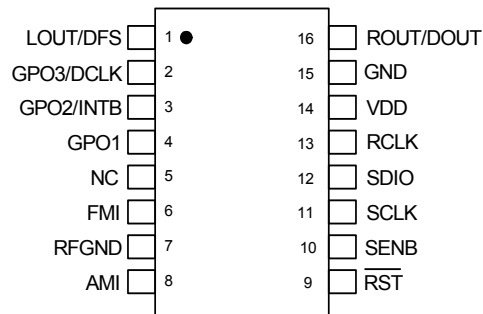 LOUT/DFS 1 16 ROUT/DOUT
GPO3/DCLK 2 15 GND
GPO2/INTB 3 14 VDD
GPO1 4 13 RCLK
NC 5 12 SDIO
FMI 6 11 SCLK
RFGND 7 10 SENB
AMI 8 9 RST